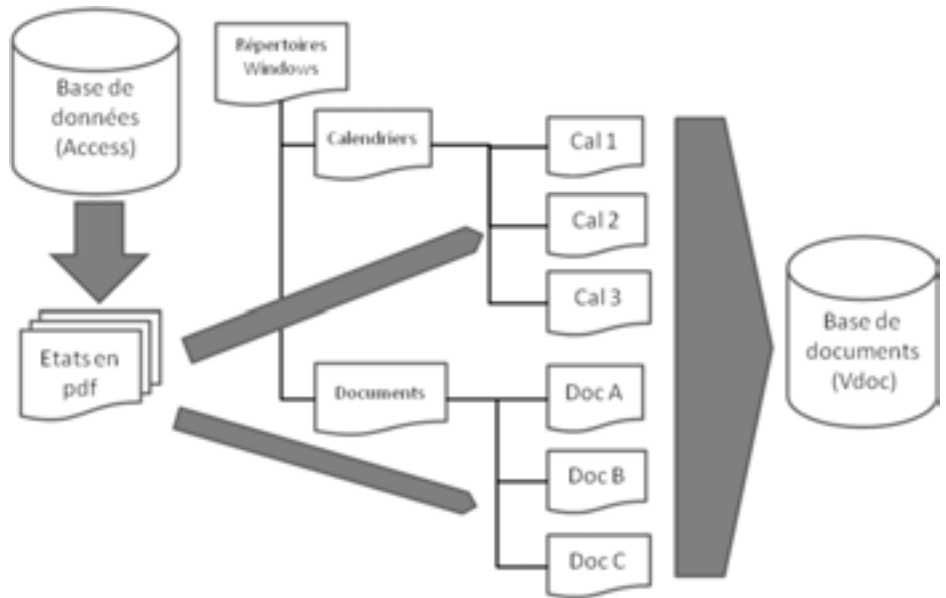 Base de
données
(Access)
Répertoires
Windows
Calendriers
Cal 1
Cal 2
Cal 3
Etats en
pdf
Documents
Doc A
Doc B
Doc C
Base de
documents
(Vdoc)